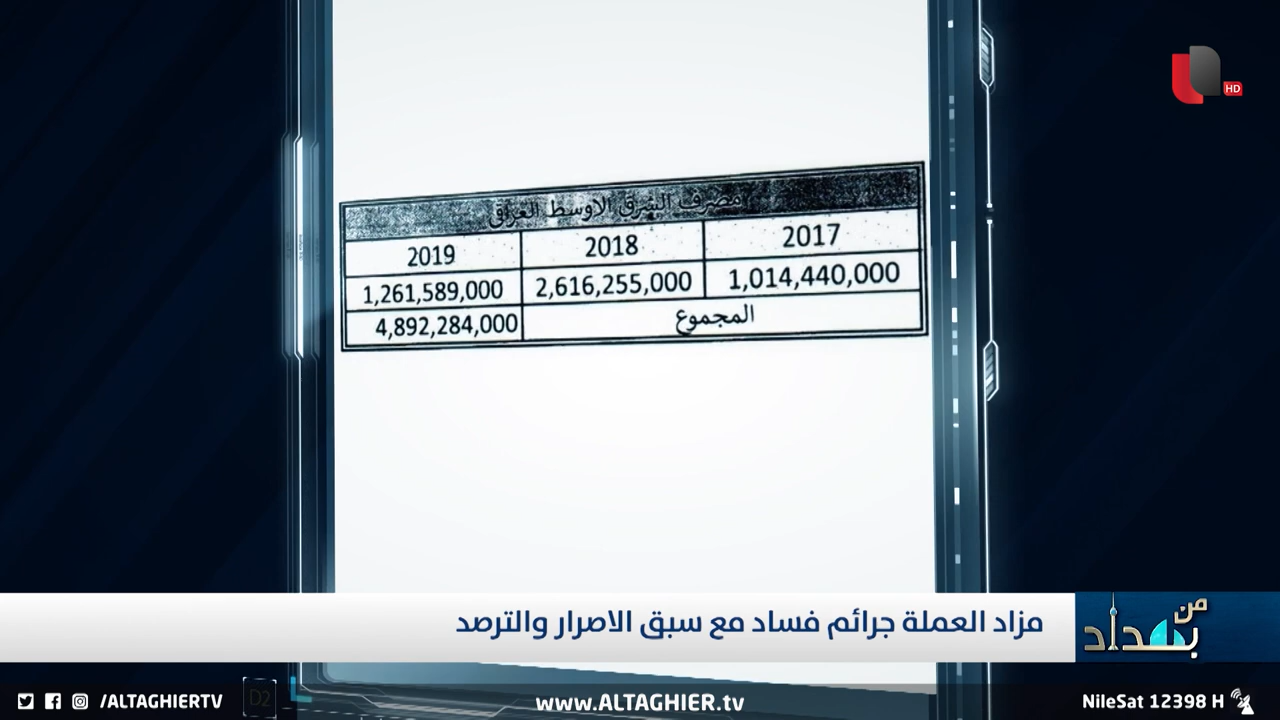 HD
مصرف الشرق الاوسط العراق
2019 2018 2017
1,261,589,000 2,616,255,000 1,014,440,000
4,892,284,000 المجموع
مزاد العملة جرائم فساد مع سبق الاصرار والترصد
من بغداد
/ALTAGHIERTV D2 www.ALTAGHIER.tv NileSat 12398 H